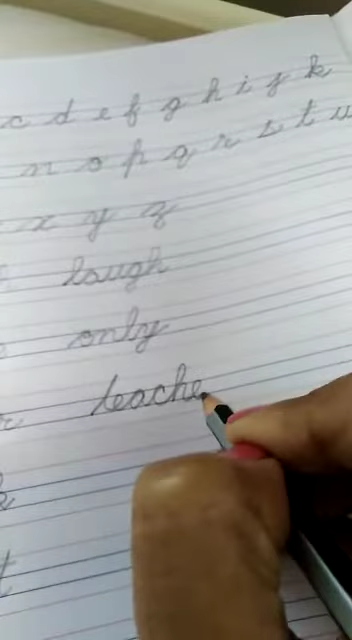 c d e f g h i j k
n o p q r s t u
x y z
laugh
only
r teache
t